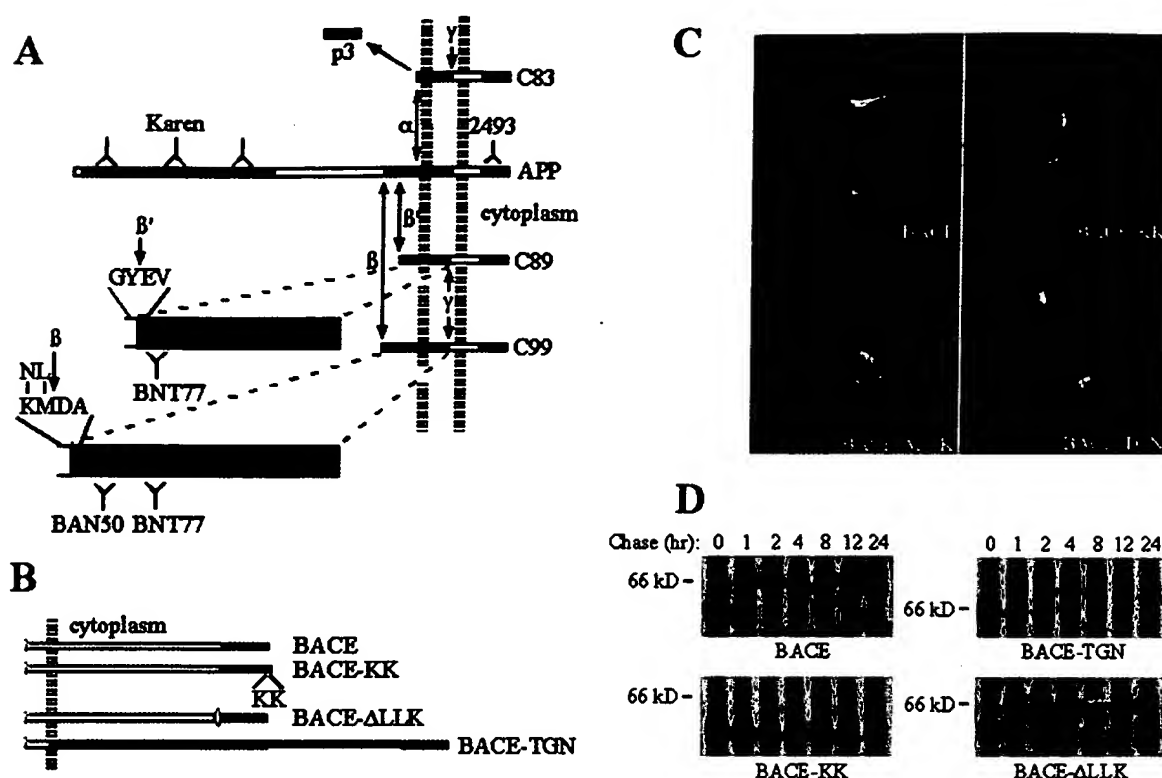 A
p3
γ
C83
Karen
α
2493
APP
β'
β
cytoplasm
β'
GYEV
C89
γ
BNT77
C99
β
NL
KMDA
BAN50 BNT77
B
cytoplasm
BACE
BACE-KK
KK
BACE-ΔLLK
BACE-TGN
C
BACE
D
Chase (hr): 0 1 2 4 8 12 24
66 kD
BACE
0 1 2 4 8 12 24
66 kD
BACE-TGN
66 kD
BACE-KK
66 kD
BACE-ΔLLK